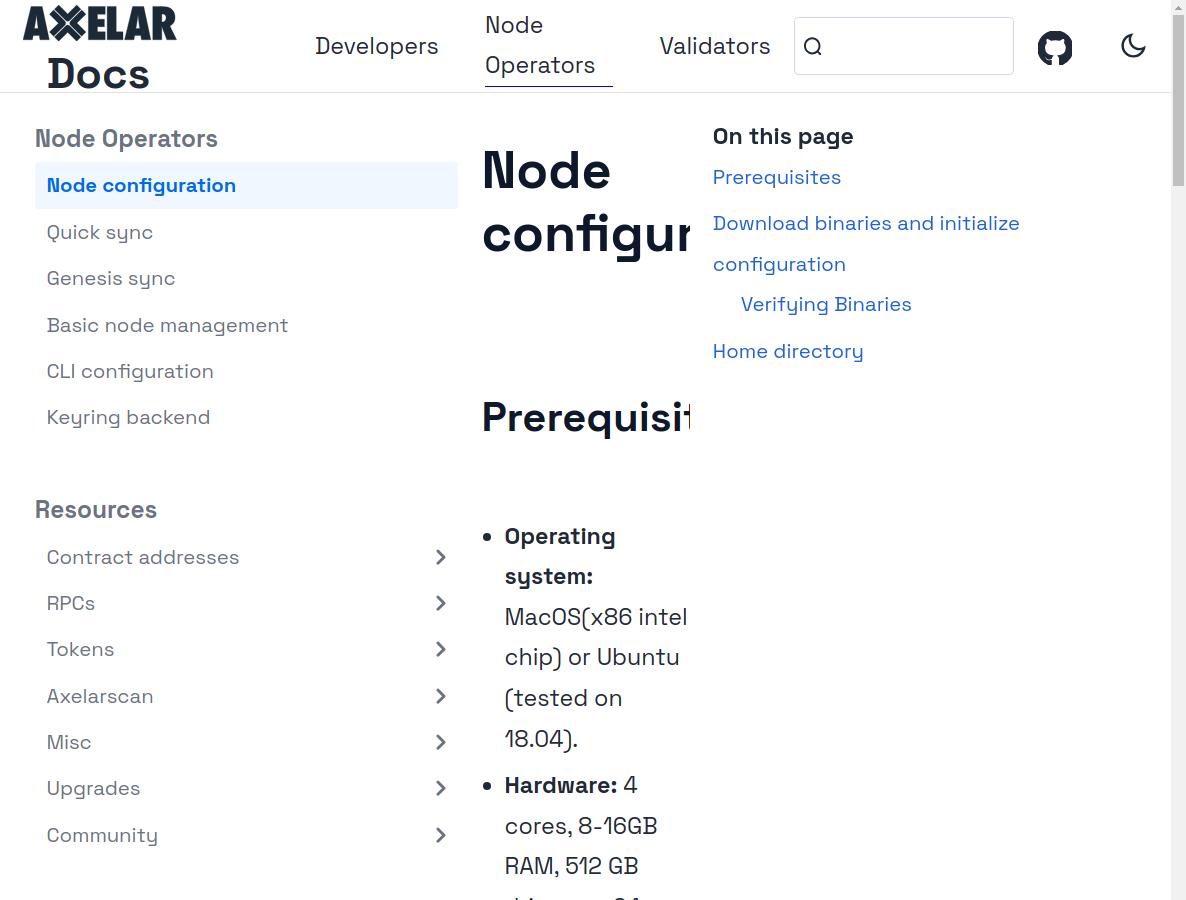 AXELAR
Docs
Developers
Node
Operators
Validators
Node Operators
Node configuration
Quick sync
Genesis sync
Basic node management
CLI configuration
Keyring backend
Resources
Contract addresses
RPCs
Tokens
Axelarscan
Misc
Upgrades
Community
Node
configur
Prerequisit
Operating
system:
MacOS(x86 intel
chip) or Ubuntu
(tested on
18.04).
Hardware: 4
cores, 8-16GB
RAM, 512 GB
On this page
Prerequisites
Download binaries and initialize
configuration
Verifying Binaries
Home directory